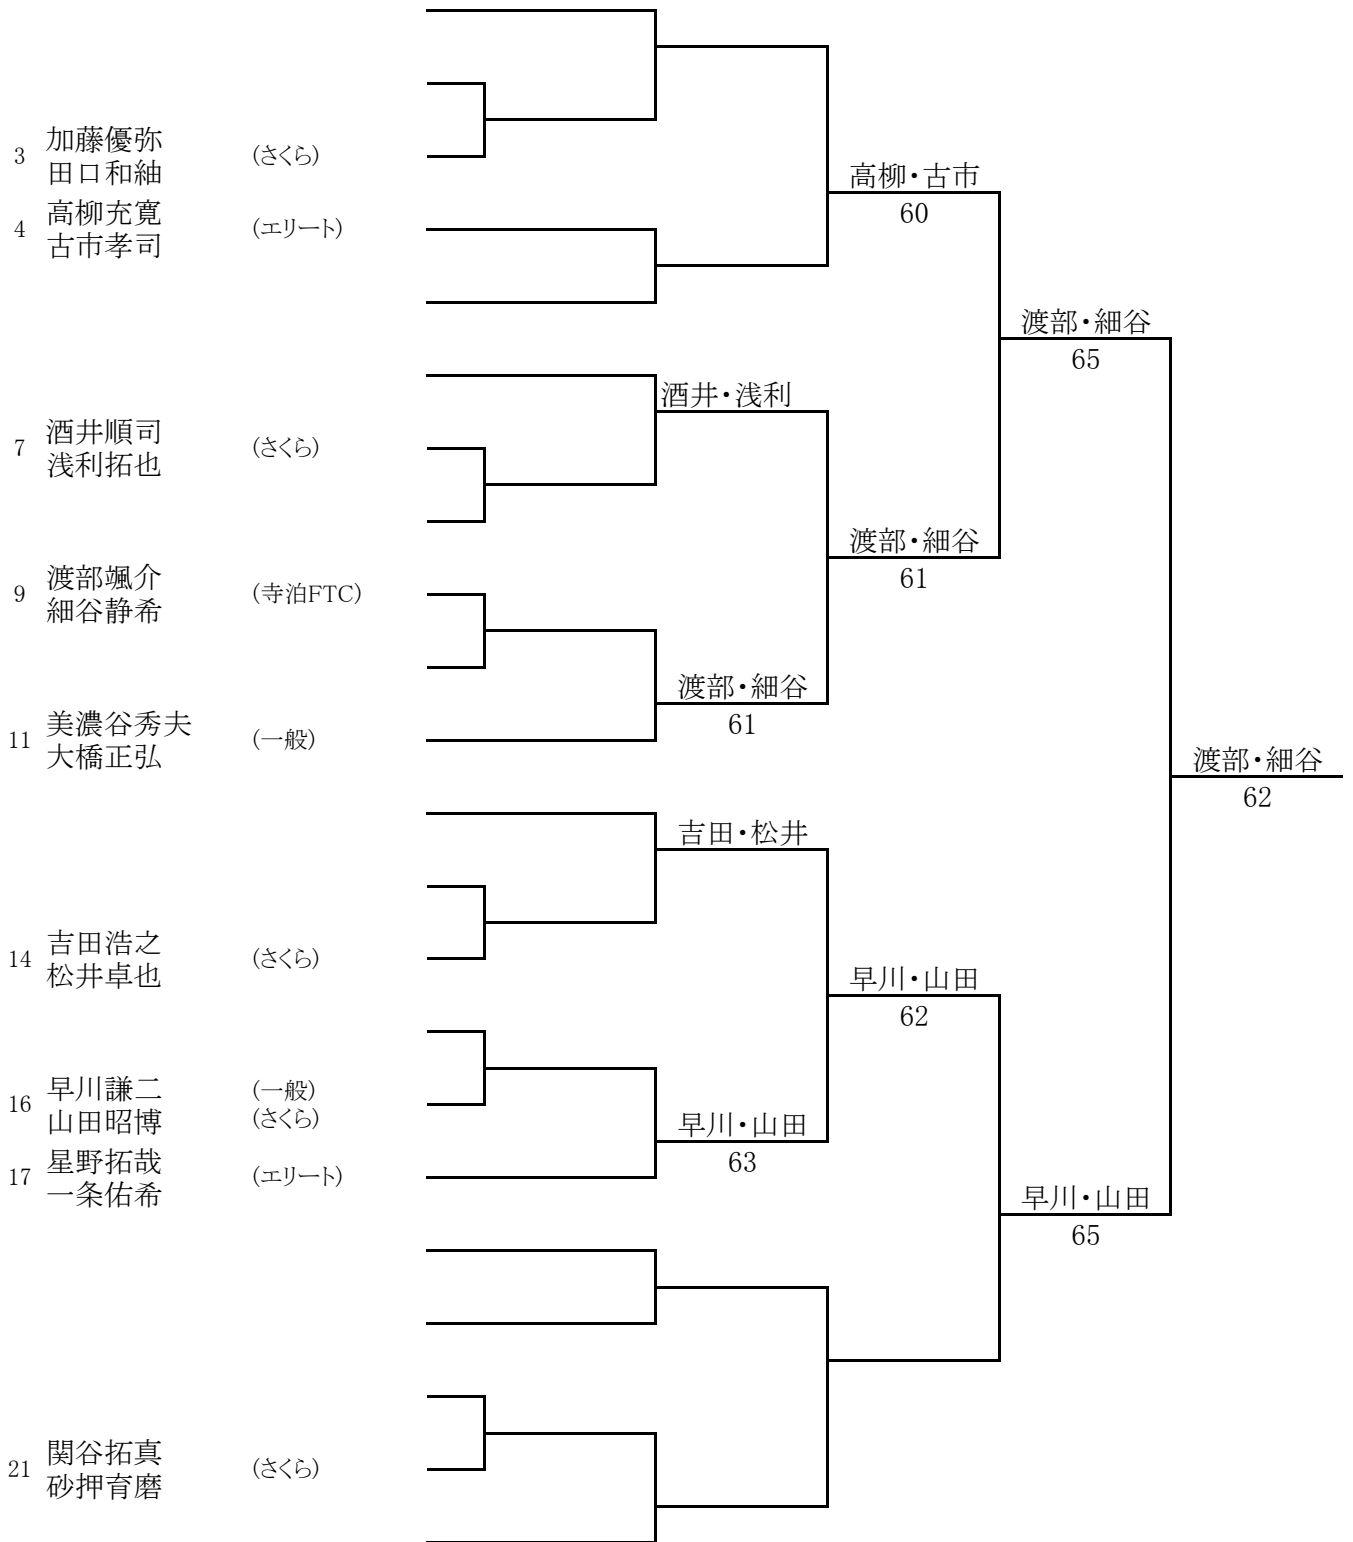 3 加藤優弥 (さくら)
田口和紬
4 高柳充寛 (エリート)
古市孝司
7 酒井順司 (さくら)
浅利拓也
9 渡部颯介 (寺泊FTC)
細谷静希
11 美濃谷秀夫 (一般)
大橋正弘
14 吉田浩之 (さくら)
松井卓也
16 早川謙二 (一般)
山田昭博 (さくら)
17 星野拓哉 (エリート)
一条佑希
21 関谷拓真 (さくら)
砂押育磨
酒井・浅利
渡部・細谷
61
吉田・松井
早川・山田
63
高柳・古市
60
渡部・細谷
61
早川・山田
62
渡部・細谷
65
早川・山田
65
渡部・細谷
62